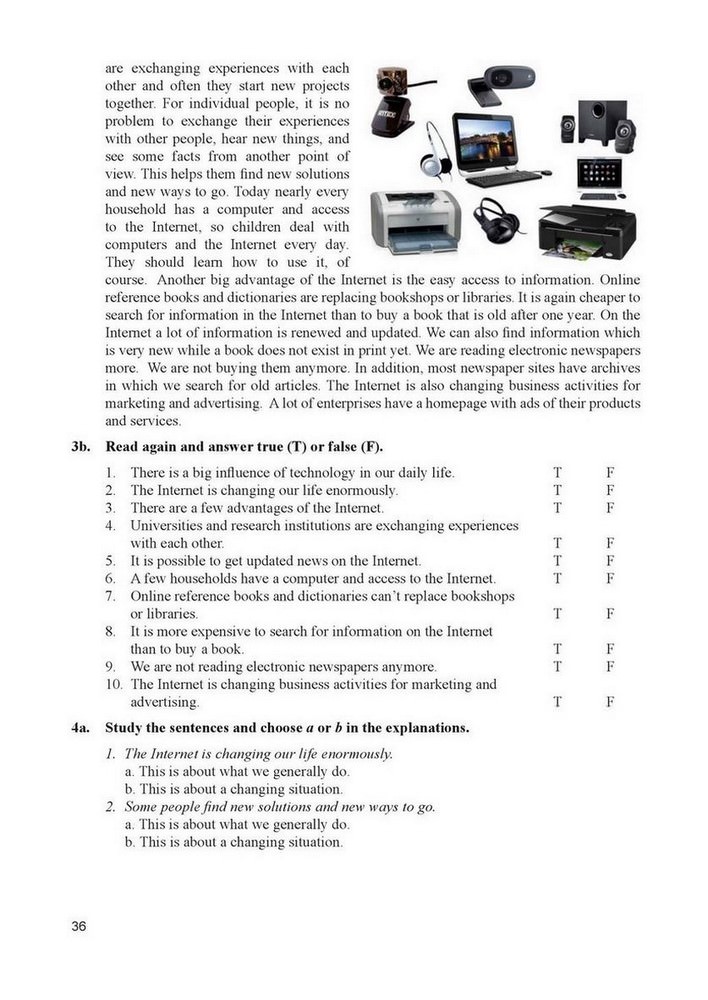 are exchanging experiences with each
other and often they start new projects
together. For individual people, it is no
problem to exchange their experiences
with other people, hear new things, and
see some facts from another point of
view. This helps them find new solutions
and new ways to go. Today nearly every
household has a computer and access
to the Internet, so children deal with
computers and the Internet every day.
They should learn how to use it, of
course. Another big advantage of the Internet is the easy access to information. Online
reference books and dictionaries are replacing bookshops or libraries. It is again cheaper to
search for information in the Internet than to buy a book that is old after one year. On the
Internet a lot of information is renewed and updated. We can also find information which
is very new while a book does not exist in print yet. We are reading electronic newspapers
more. We are not buying them anymore. In addition, most newspaper sites have archives
in which we search for old articles. The Internet is also changing business activities for
marketing and advertising. A lot of enterprises have a homepage with ads of their products
and services.
3b. Read again and answer true (T) or false (F).
1. There is a big influence of technology in our daily life. T F
2. The Internet is changing our life enormously. T F
3. There are a few advantages of the Internet. T F
4. Universities and research institutions are exchanging experiences
with each other. T F
5. It is possible to get updated news on the Internet. T F
6. A few households have a computer and access to the Internet. T F
7. Online reference books and dictionaries can't replace bookshops
or libraries. T F
8. It is more expensive to search for information on the Internet
than to buy a book. T F
9. We are not reading electronic newspapers anymore. T F
10. The Internet is changing business activities for marketing and
advertising. T F
4a. Study the sentences and choose a or b in the explanations.
1. The Internet is changing our life enormously.
a. This is about what we generally do.
b. This is about a changing situation.
2. Some people find new solutions and new ways to go.
a. This is about what we generally do.
b. This is about a changing situation.
36